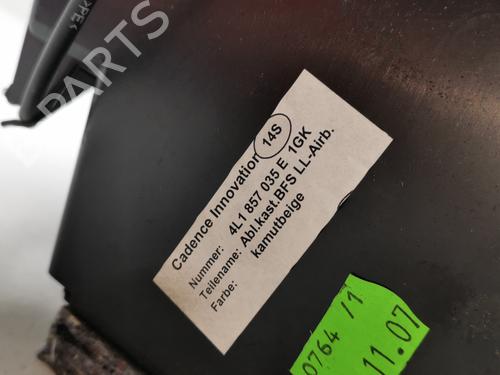 >PE<
PARTS
Cadence Innovation 14S
Nummer: 4L1 857 035 E 1GK
Teilename: Abl.kast.BFS LL-Airb.
Farbe: kamutbeige
0764 /1
11.07